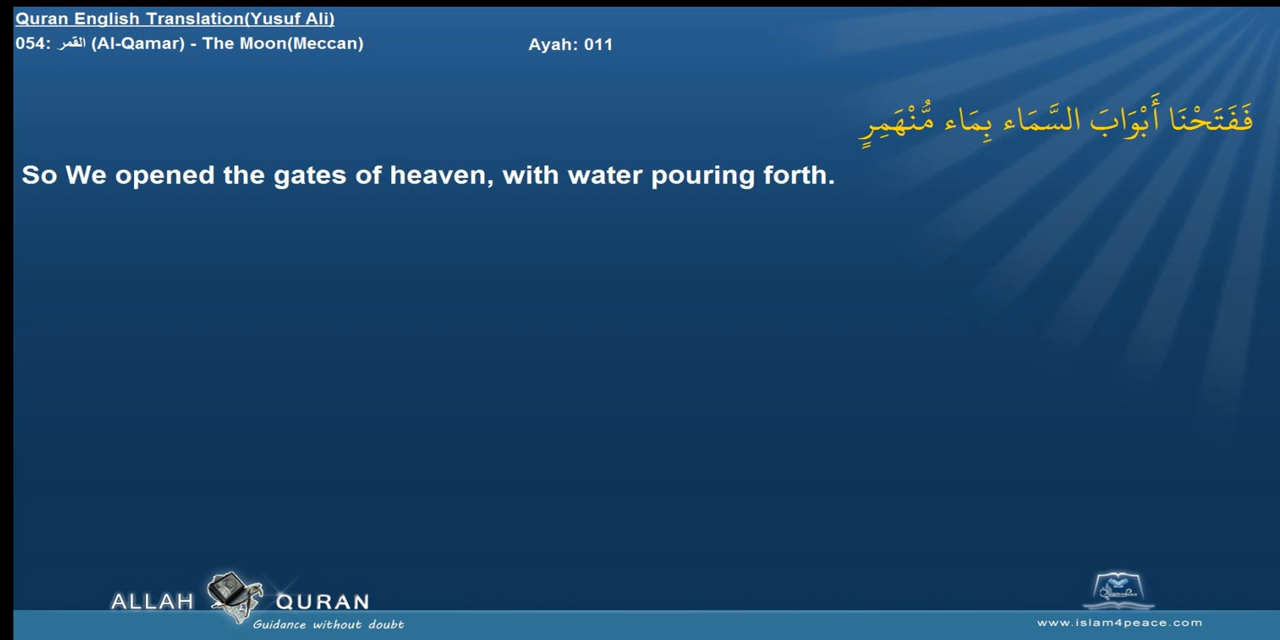 Quran English Translation(Yusuf Ali)
054: القمر (Al-Qamar) - The Moon(Meccan)
Ayah: 011
فَفَتَحْنَا أَبْوَابَ السَّمَاء بِمَاء مُّنْهَمِرٍ
So We opened the gates of heaven, with water pouring forth.
ALLAH QURAN
Guidance without doubt
www.islam4peace.com